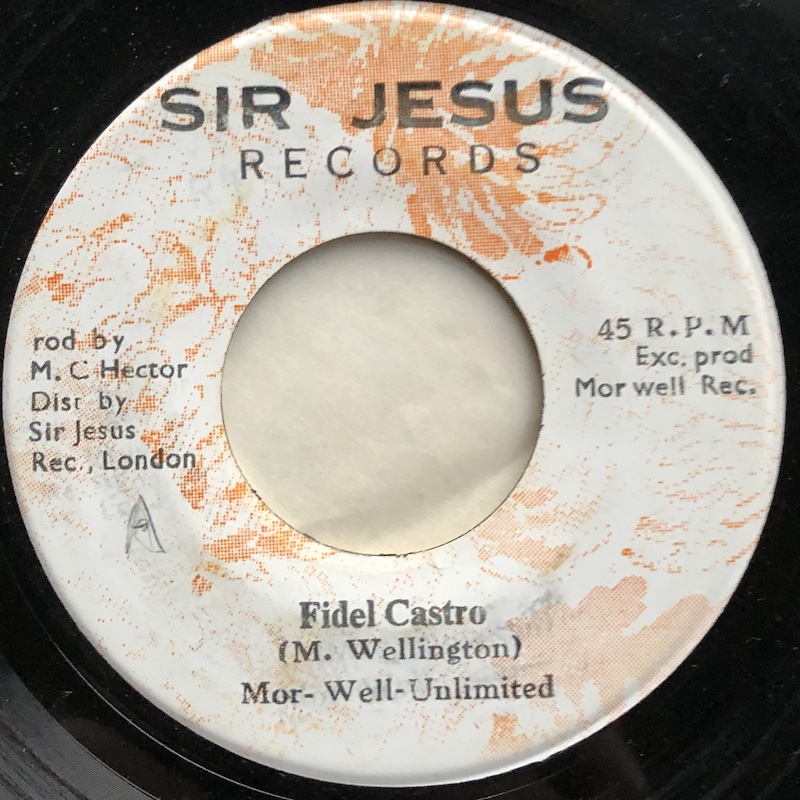 SIR JESUS
RECORDS
rod by
M. C Hector
Dist by
Sir Jesus
Rec., London
A
45 R.P.M
Exc. prod
Mor well Rec.
Fidel Castro
(M. Wellington)
Mor- Well-Unlimited